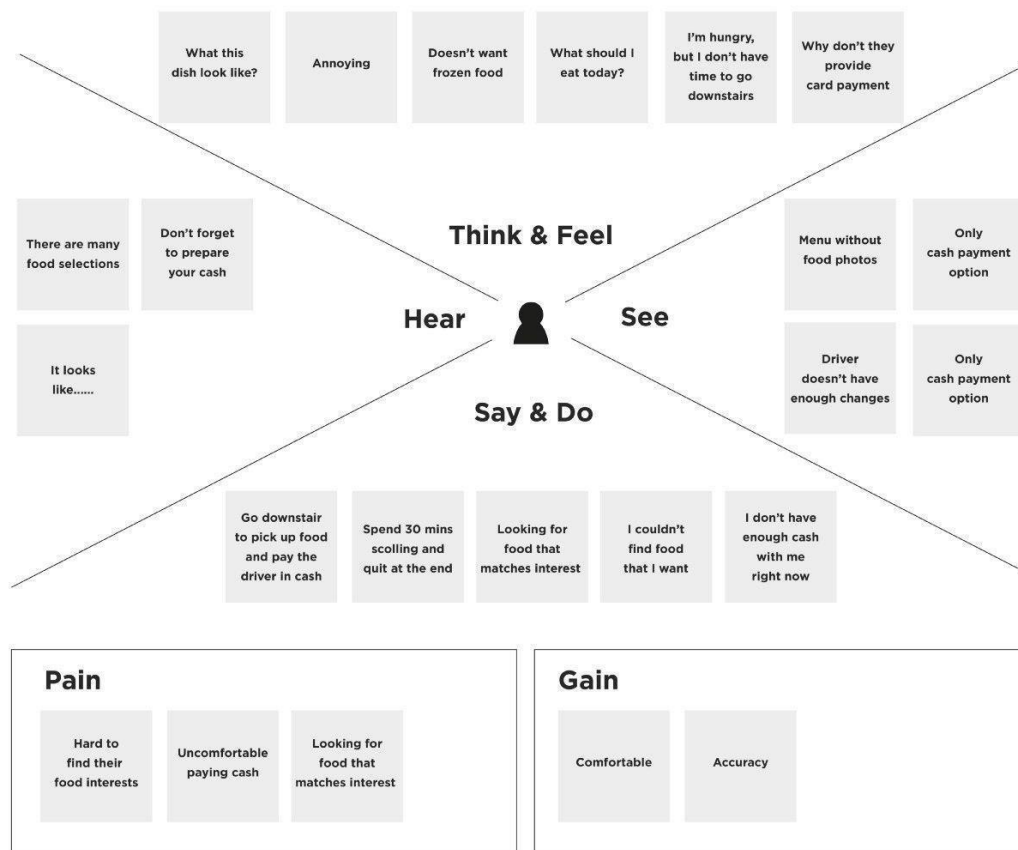 What this
dish look like?
Annoying
Doesn't want
frozen food
What should I
eat today?
I'm hungry,
but I don't have
time to go
downstairs
Why don't they
provide
card payment
Think & Feel
There are many
food selections
Don't forget
to prepare
your cash
It looks
like......
Hear
See
Menu without
food photos
Only
cash payment
option
Driver
doesn't have
enough changes
Only
cash payment
option
Say & Do
Go downstair
to pick up food
and pay the
driver in cash
Spend 30 mins
scolling and
quit at the end
Looking for
food that
matches interest
I couldn't
find food
that I want
I don't have
enough cash
with me
right now
Pain
Hard to
find their
food interests
Uncomfortable
paying cash
Looking for
food that
matches interest
Gain
Comfortable
Accuracy